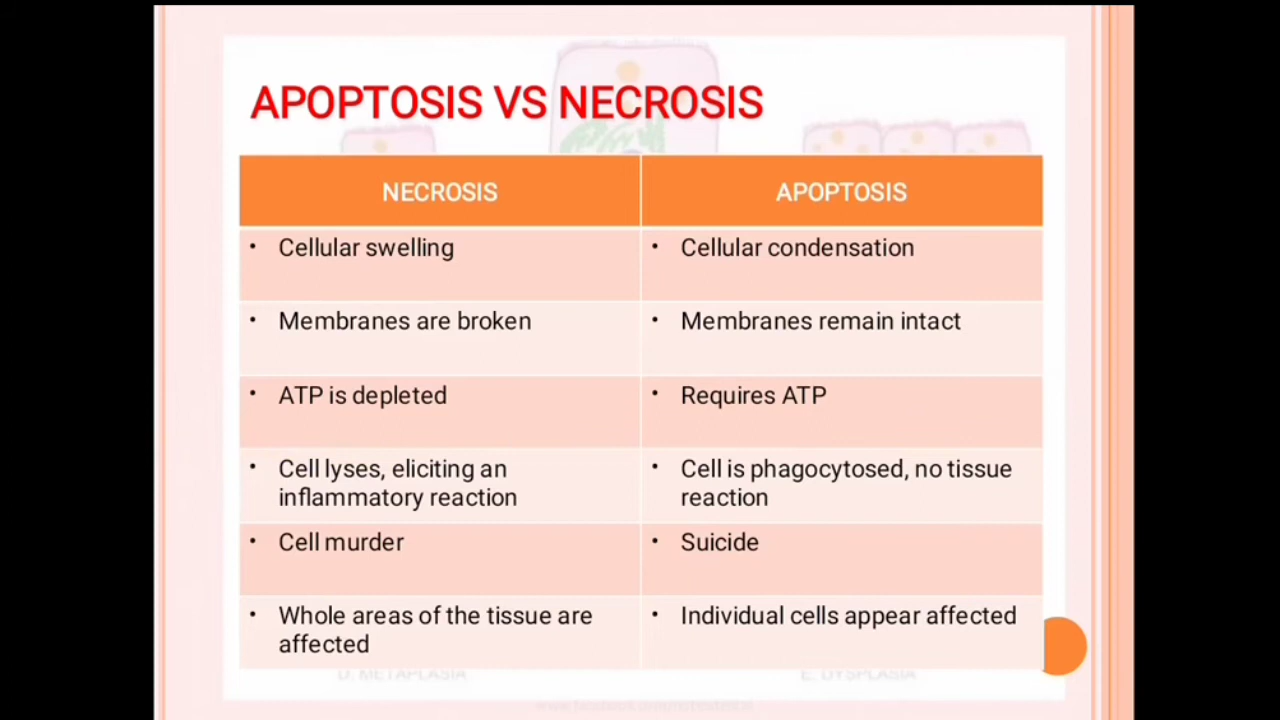 APOPTOSIS VS NECROSIS
NECROSIS
APOPTOSIS
• Cellular swelling
• Cellular condensation
• Membranes are broken
• Membranes remain intact
• ATP is depleted
• Requires ATP
• Cell lyses, eliciting an
inflammatory reaction
• Cell is phagocytosed, no tissue
reaction
• Cell murder
• Suicide
• Whole areas of the tissue are
affected
• Individual cells appear affected
D. METAPLASIA
E. DYSPLASIA